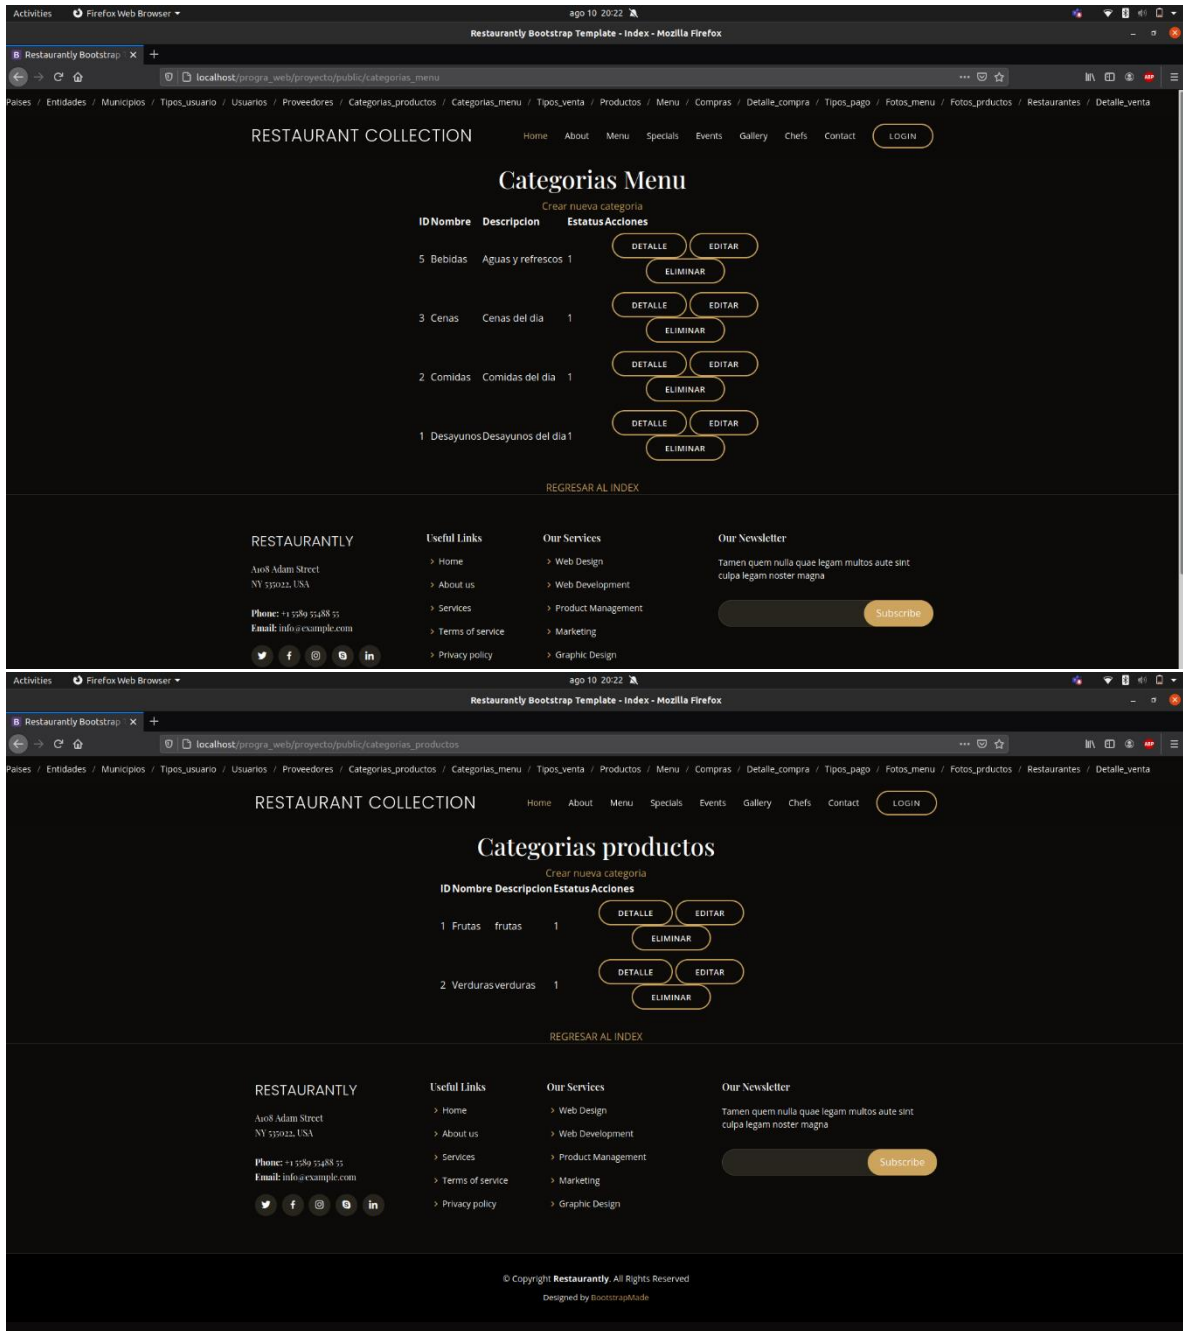 Activities Firefox Web Browser ago 10 20:22
Restaurantly Bootstrap Template - Index - Mozilla Firefox
B Restaurantly Bootstrap T
localhost/progra_web/proyecto/public/categorias_menu
Paises / Entidades / Municipios / Tipos_usuario / Usuarios / Proveedores / Categorias_productos / Categorias_menu / Tipos_venta / Productos / Menu / Compras / Detalle_compra / Tipos_pago / Fotos_menu / Fotos_prductos / Restaurantes / Detalle_venta
RESTAURANT COLLECTION Home About Menu Specials Events Gallery Chefs Contact LOGIN
Categorias Menu
Crear nueva categoria
ID Nombre Descripcion Estatus Acciones
DETALLE EDITAR
5 Bebidas Aguas y refrescos 1
ELIMINAR
DETALLE EDITAR
3 Cenas Cenas del dia 1
ELIMINAR
DETALLE EDITAR
2 Comidas Comidas del dia 1
ELIMINAR
DETALLE EDITAR
1 Desayunos Desayunos del dia 1
ELIMINAR
REGRESAR AL INDEX
RESTAURANTLY
A108 Adam Street
NY 535022, USA
Phone: +1 5589 55488 55
Email: info@example.com
Useful Links
Home
About us
Services
Terms of service
Privacy policy
Our Services
Web Design
Web Development
Product Management
Marketing
Graphic Design
Our Newsletter
Tamen quem nulla quae legam multos aute sint
culpa legam noster magna
Subscribe
Activities Firefox Web Browser ago 10 20:22
Restaurantly Bootstrap Template - Index - Mozilla Firefox
B Restaurantly Bootstrap T
localhost/progra_web/proyecto/public/categorias_productos
Paises / Entidades / Municipios / Tipos_usuario / Usuarios / Proveedores / Categorias_productos / Categorias_menu / Tipos_venta / Productos / Menu / Compras / Detalle_compra / Tipos_pago / Fotos_menu / Fotos_prductos / Restaurantes / Detalle_venta
RESTAURANT COLLECTION Home About Menu Specials Events Gallery Chefs Contact LOGIN
Categorias productos
Crear nueva categoria
ID Nombre Descripcion Estatus Acciones
DETALLE EDITAR
1 Frutas frutas 1
ELIMINAR
DETALLE EDITAR
2 Verduras verduras 1
ELIMINAR
REGRESAR AL INDEX
RESTAURANTLY
A108 Adam Street
NY 535022, USA
Phone: +1 5589 55488 55
Email: info@example.com
Useful Links
Home
About us
Services
Terms of service
Privacy policy
Our Services
Web Design
Web Development
Product Management
Marketing
Graphic Design
Our Newsletter
Tamen quem nulla quae legam multos aute sint
culpa legam noster magna
Subscribe
© Copyright Restaurantly. All Rights Reserved
Designed by BootstrapMade